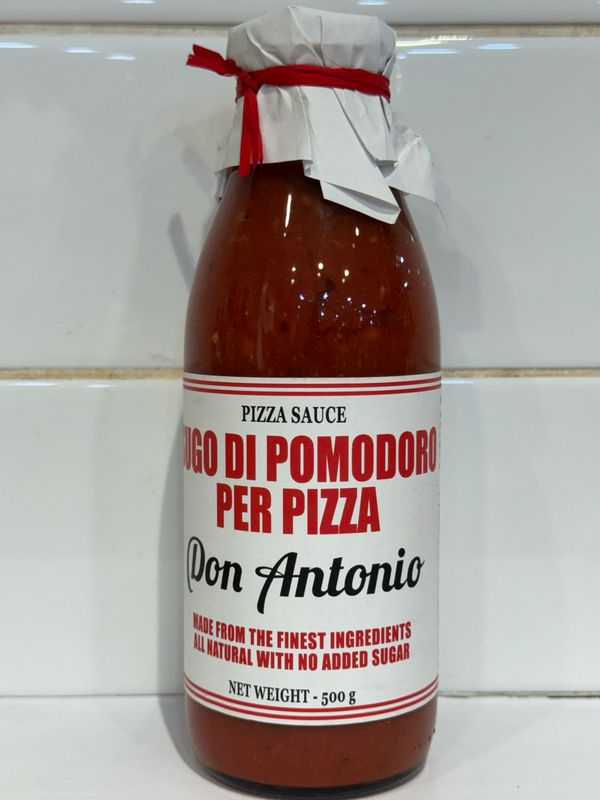 PIZZA SAUCE
SUGO DI POMODORO
PER PIZZA
Don Antonio
MADE FROM THE FINEST INGREDIENTS
ALL NATURAL WITH NO ADDED SUGAR
NET WEIGHT - 500 g